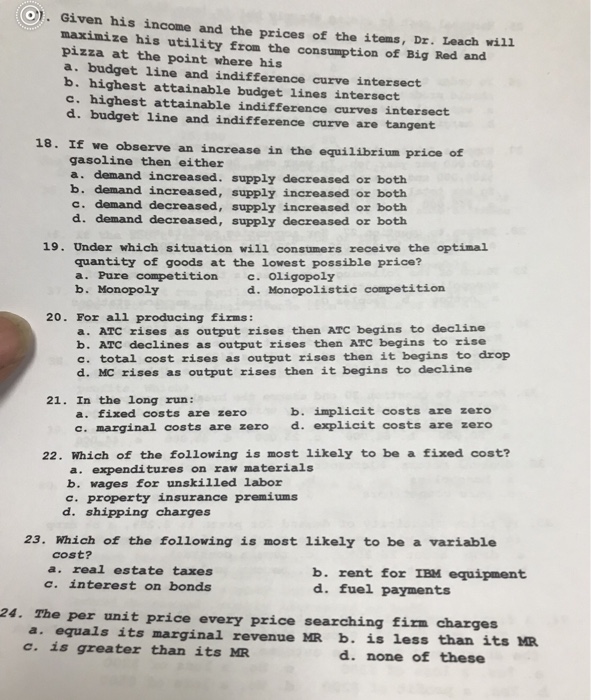 . Given his income and the prices of the items, Dr. Leach will
maximize his utility from the consumption of Big Red and
pizza at the point where his
a. budget line and indifference curve intersect
b. highest attainable budget lines intersect
c. highest attainable indifference curves intersect
d. budget line and indifference curve are tangent
18. If we observe an increase in the equilibrium price of
gasoline then either
a. demand increased. supply decreased or both
b. demand increased, supply increased or both
c. demand decreased, supply increased or both
d. demand decreased, supply decreased or both
19. Under which situation will consumers receive the optimal
quantity of goods at the lowest possible price?
a. Pure competition c. Oligopoly
b. Monopoly d. Monopolistic competition
20. For all producing firms:
a. ATC rises as output rises then ATC begins to decline
b. ATC declines as output rises then ATC begins to rise
c. total cost rises as output rises then it begins to drop
d. MC rises as output rises then it begins to decline
21. In the long run:
a. fixed costs are zero b. implicit costs are zero
c. marginal costs are zero d. explicit costs are zero
22. Which of the following is most likely to be a fixed cost?
a. expenditures on raw materials
b. wages for unskilled labor
c. property insurance premiums
d. shipping charges
23. Which of the following is most likely to be a variable
cost?
a. real estate taxes b. rent for IBM equipment
c. interest on bonds d. fuel payments
24. The per unit price every price searching firm charges
a. equals its marginal revenue MR b. is less than its MR
c. is greater than its MR d. none of these